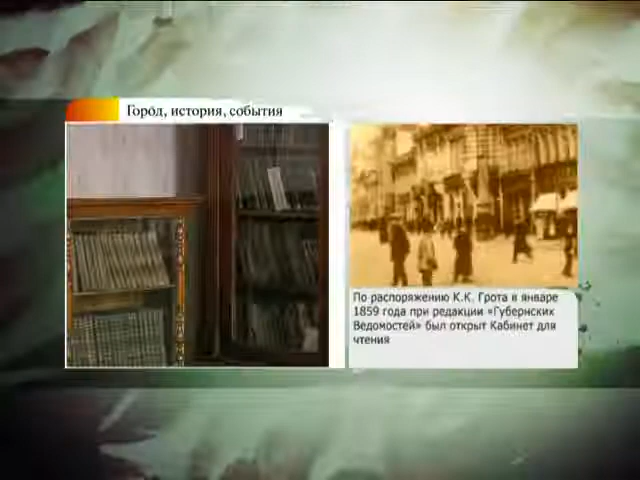 Город, история, события
По распоряжению К.К. Грота в январе
1859 года при редакции «Губернских
Ведомостей» был открыт Кабинет для
чтения